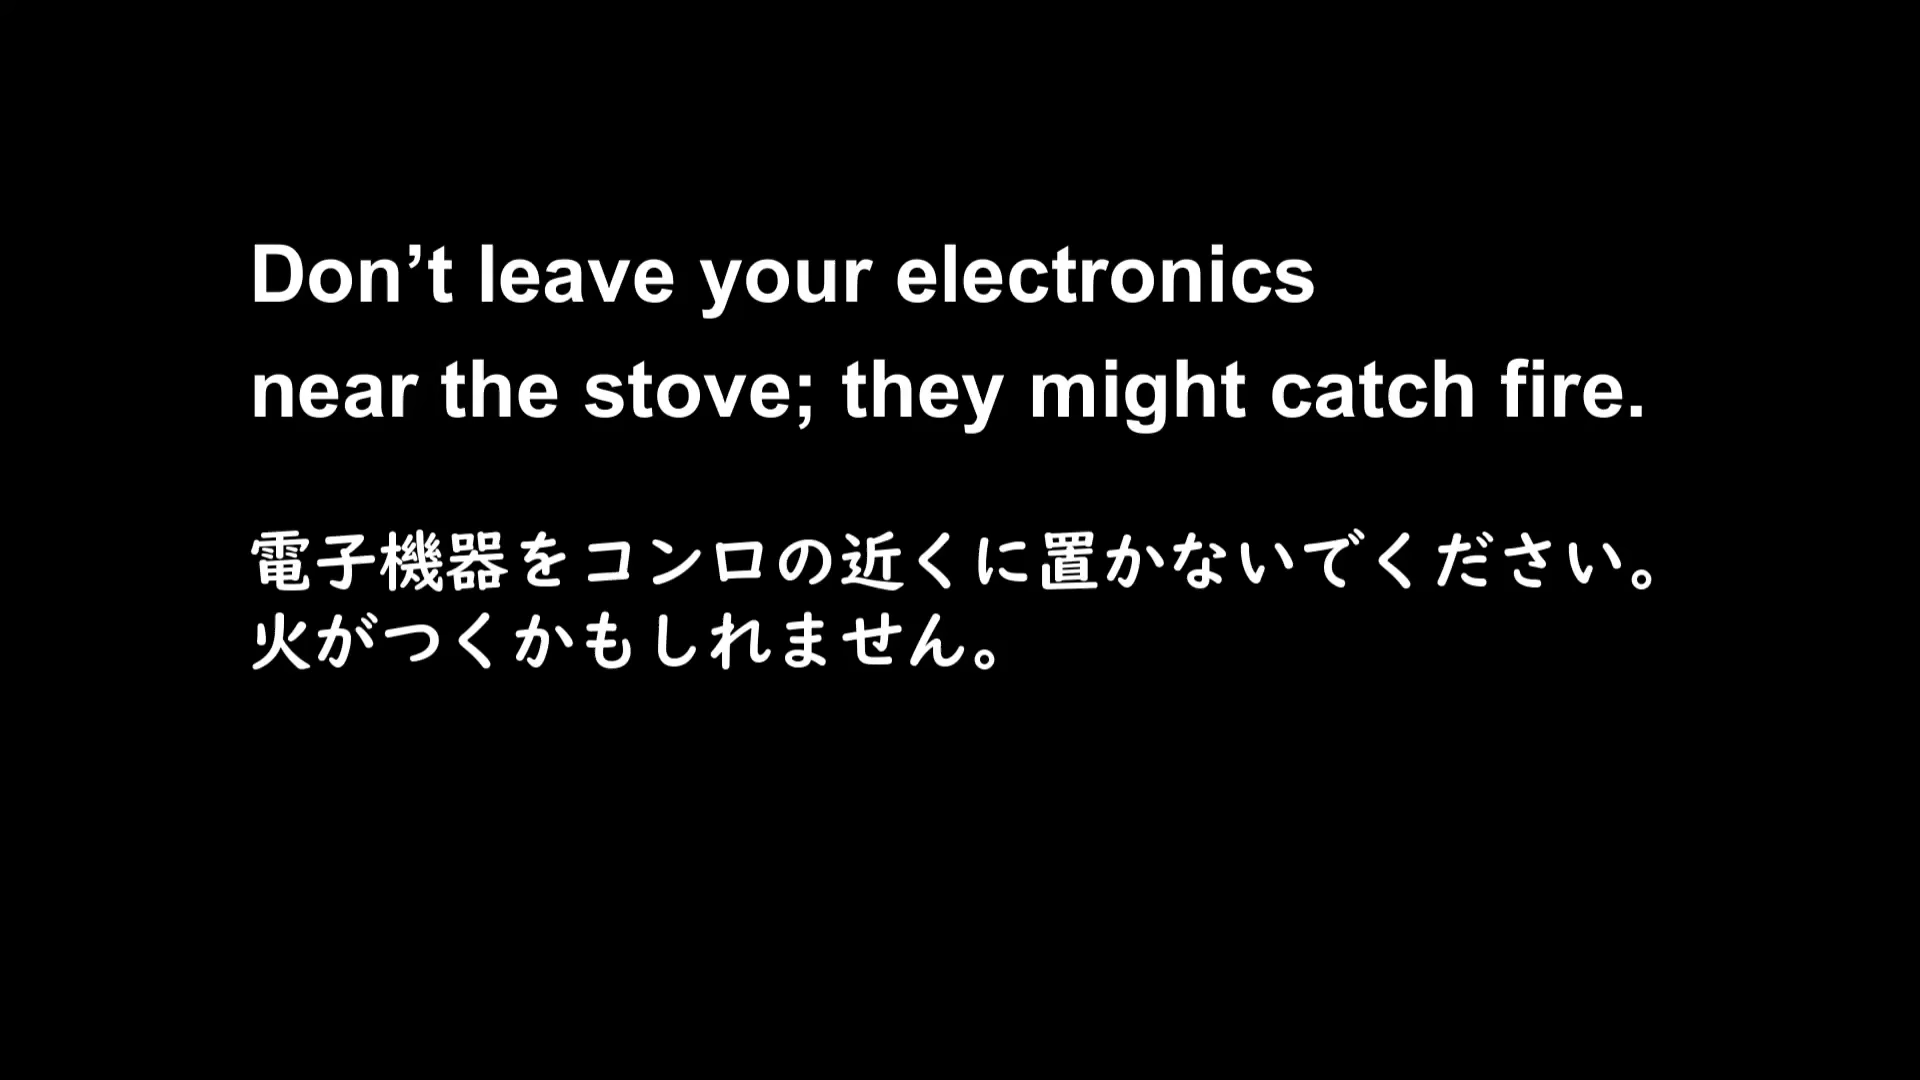 Don’t leave your electronics
near the stove; they might catch fire.
電子機器をコンロの近くに置かないでください。
火がつくかもしれません。